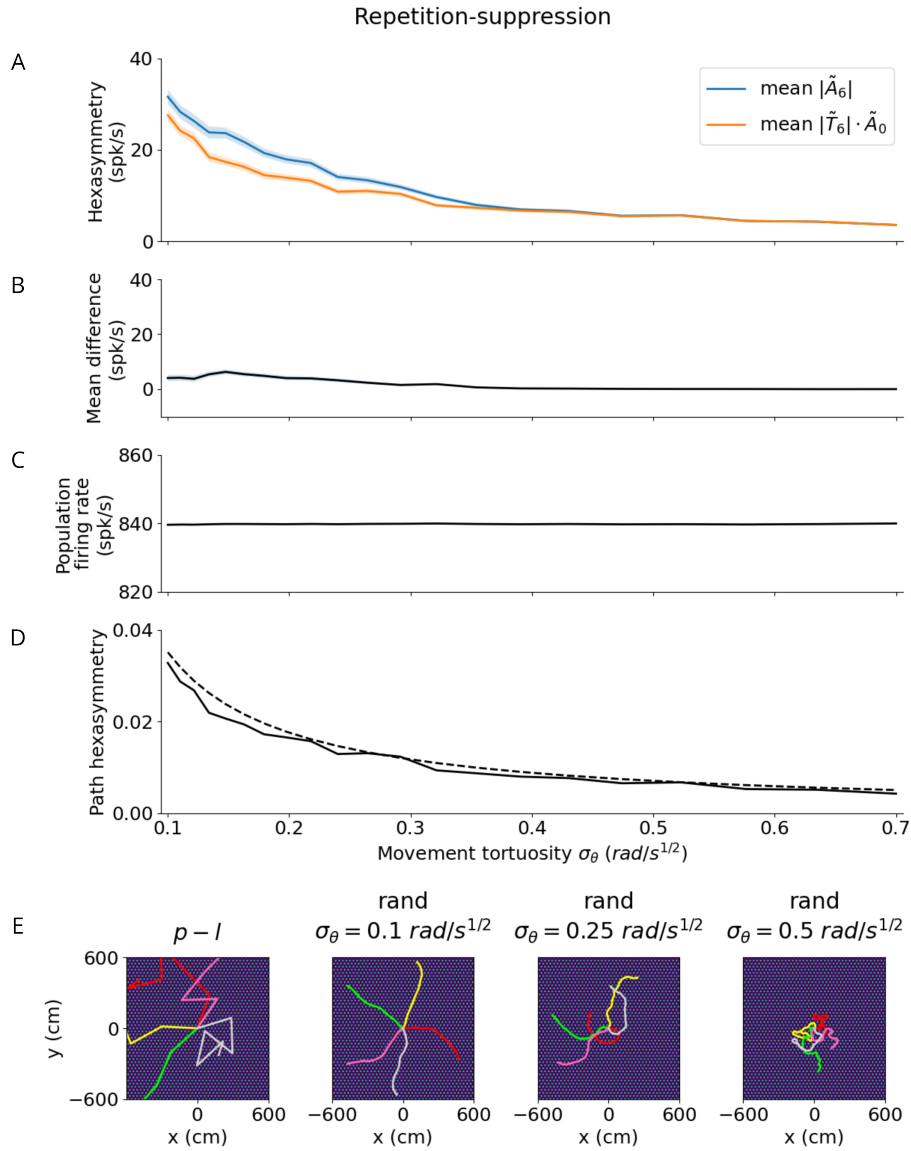 Repetition-suppression
A
Hexasymmetry
(spk/s)
40
20
0
mean |Ã₆|
mean |T̃₆| · Ã₀
B
Mean difference
(spk/s)
40
20
0
C
Population
firing rate
(spk/s)
860
840
820
D
Path hexasymmetry
0.04
0.02
0.00
0.1 0.2 0.3 0.4 0.5 0.6 0.7
Movement tortuosity σ_θ (rad/s^{1/2})
E
p − l
rand
σ_θ = 0.1 rad/s^{1/2}
rand
σ_θ = 0.25 rad/s^{1/2}
rand
σ_θ = 0.5 rad/s^{1/2}
y (cm)
600
0
−600
0 600
−600 0 600
−600 0 600
−600 0 600
x (cm)
x (cm)
x (cm)
x (cm)